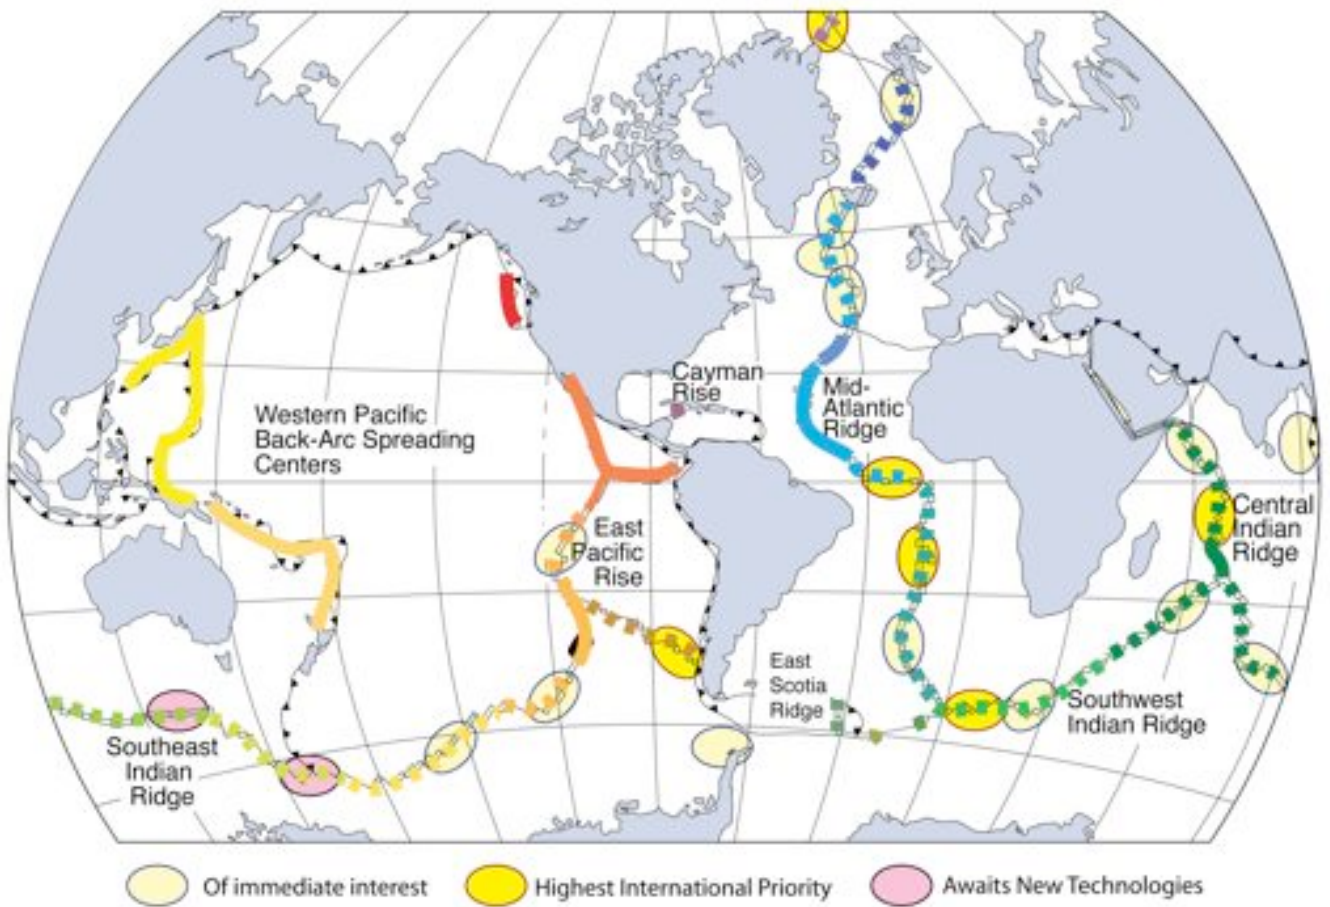 Cayman
Rise
Mid-
Atlantic
Ridge
Western Pacific
Back-Arc Spreading
Centers
East
Pacific
Rise
Central
Indian
Ridge
East
Scotia
Ridge
Southwest
Indian Ridge
Southeast
Indian
Ridge
Of immediate interest
Highest International Priority
Awaits New Technologies